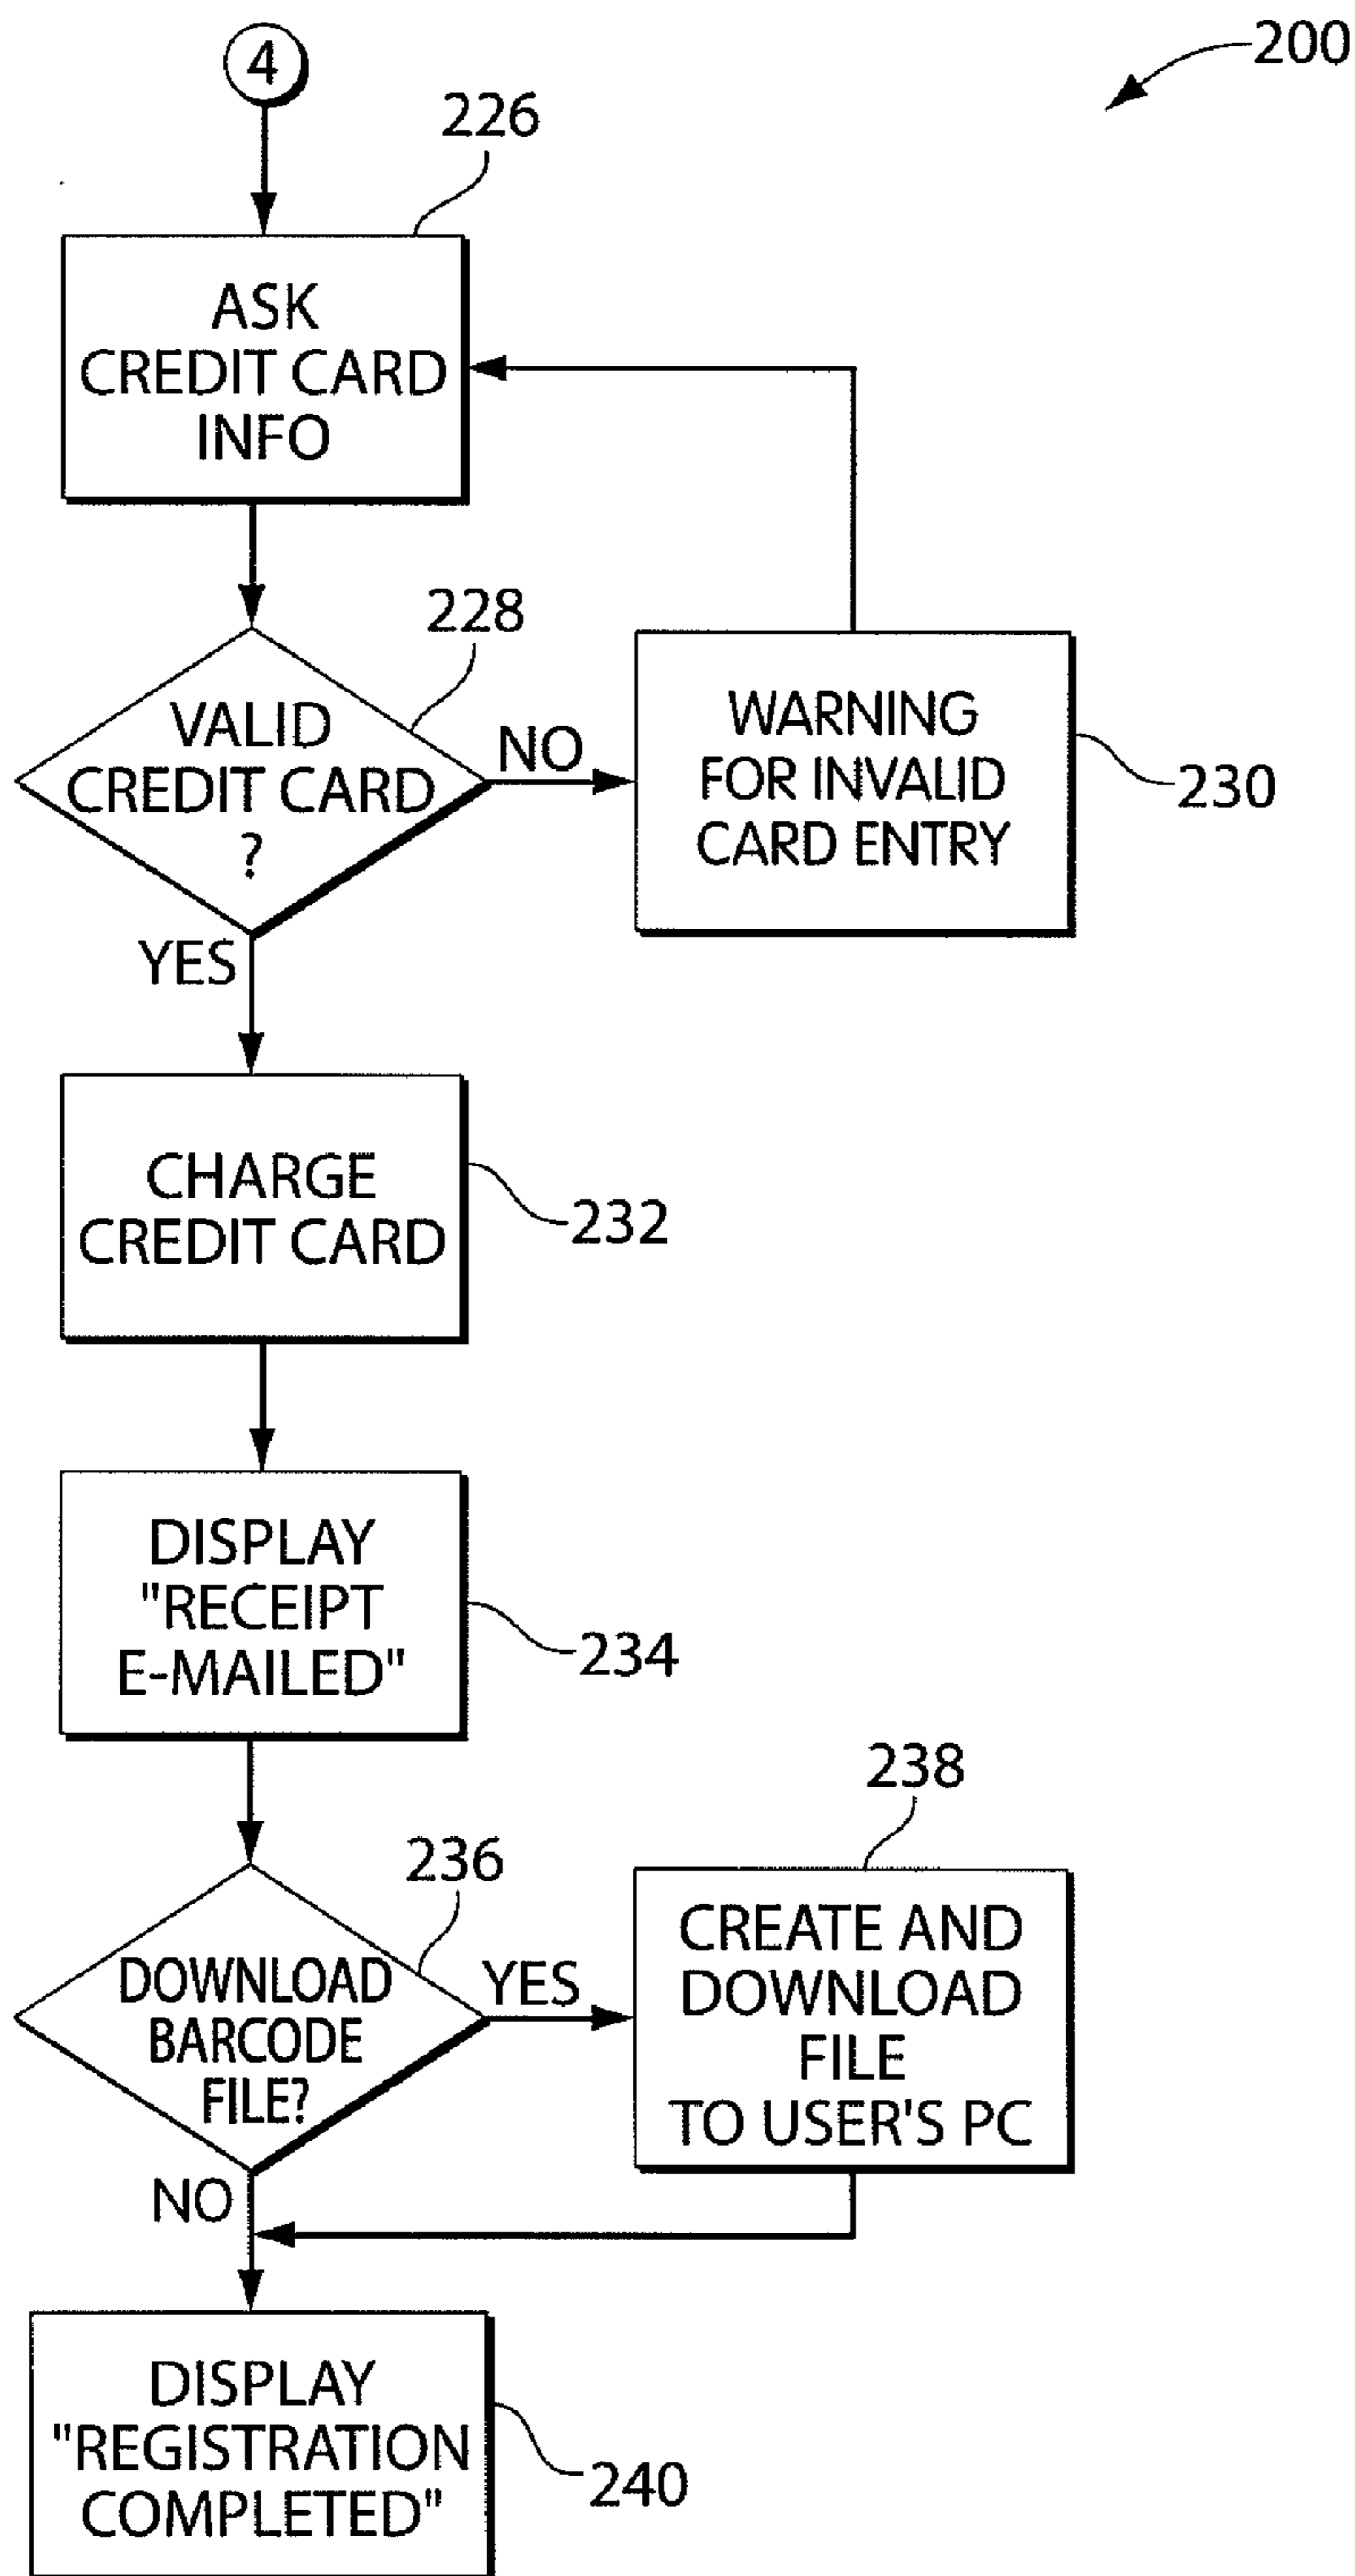 4
200
226
ASK
CREDIT CARD
INFO
228
VALID
CREDIT CARD
?
NO
WARNING
FOR INVALID
CARD ENTRY
230
YES
CHARGE
CREDIT CARD
232
DISPLAY
"RECEIPT
E-MAILED"
234
236
DOWNLOAD
BARCODE
FILE?
YES
238
CREATE AND
DOWNLOAD
FILE
TO USER'S PC
NO
DISPLAY
"REGISTRATION
COMPLETED"
240